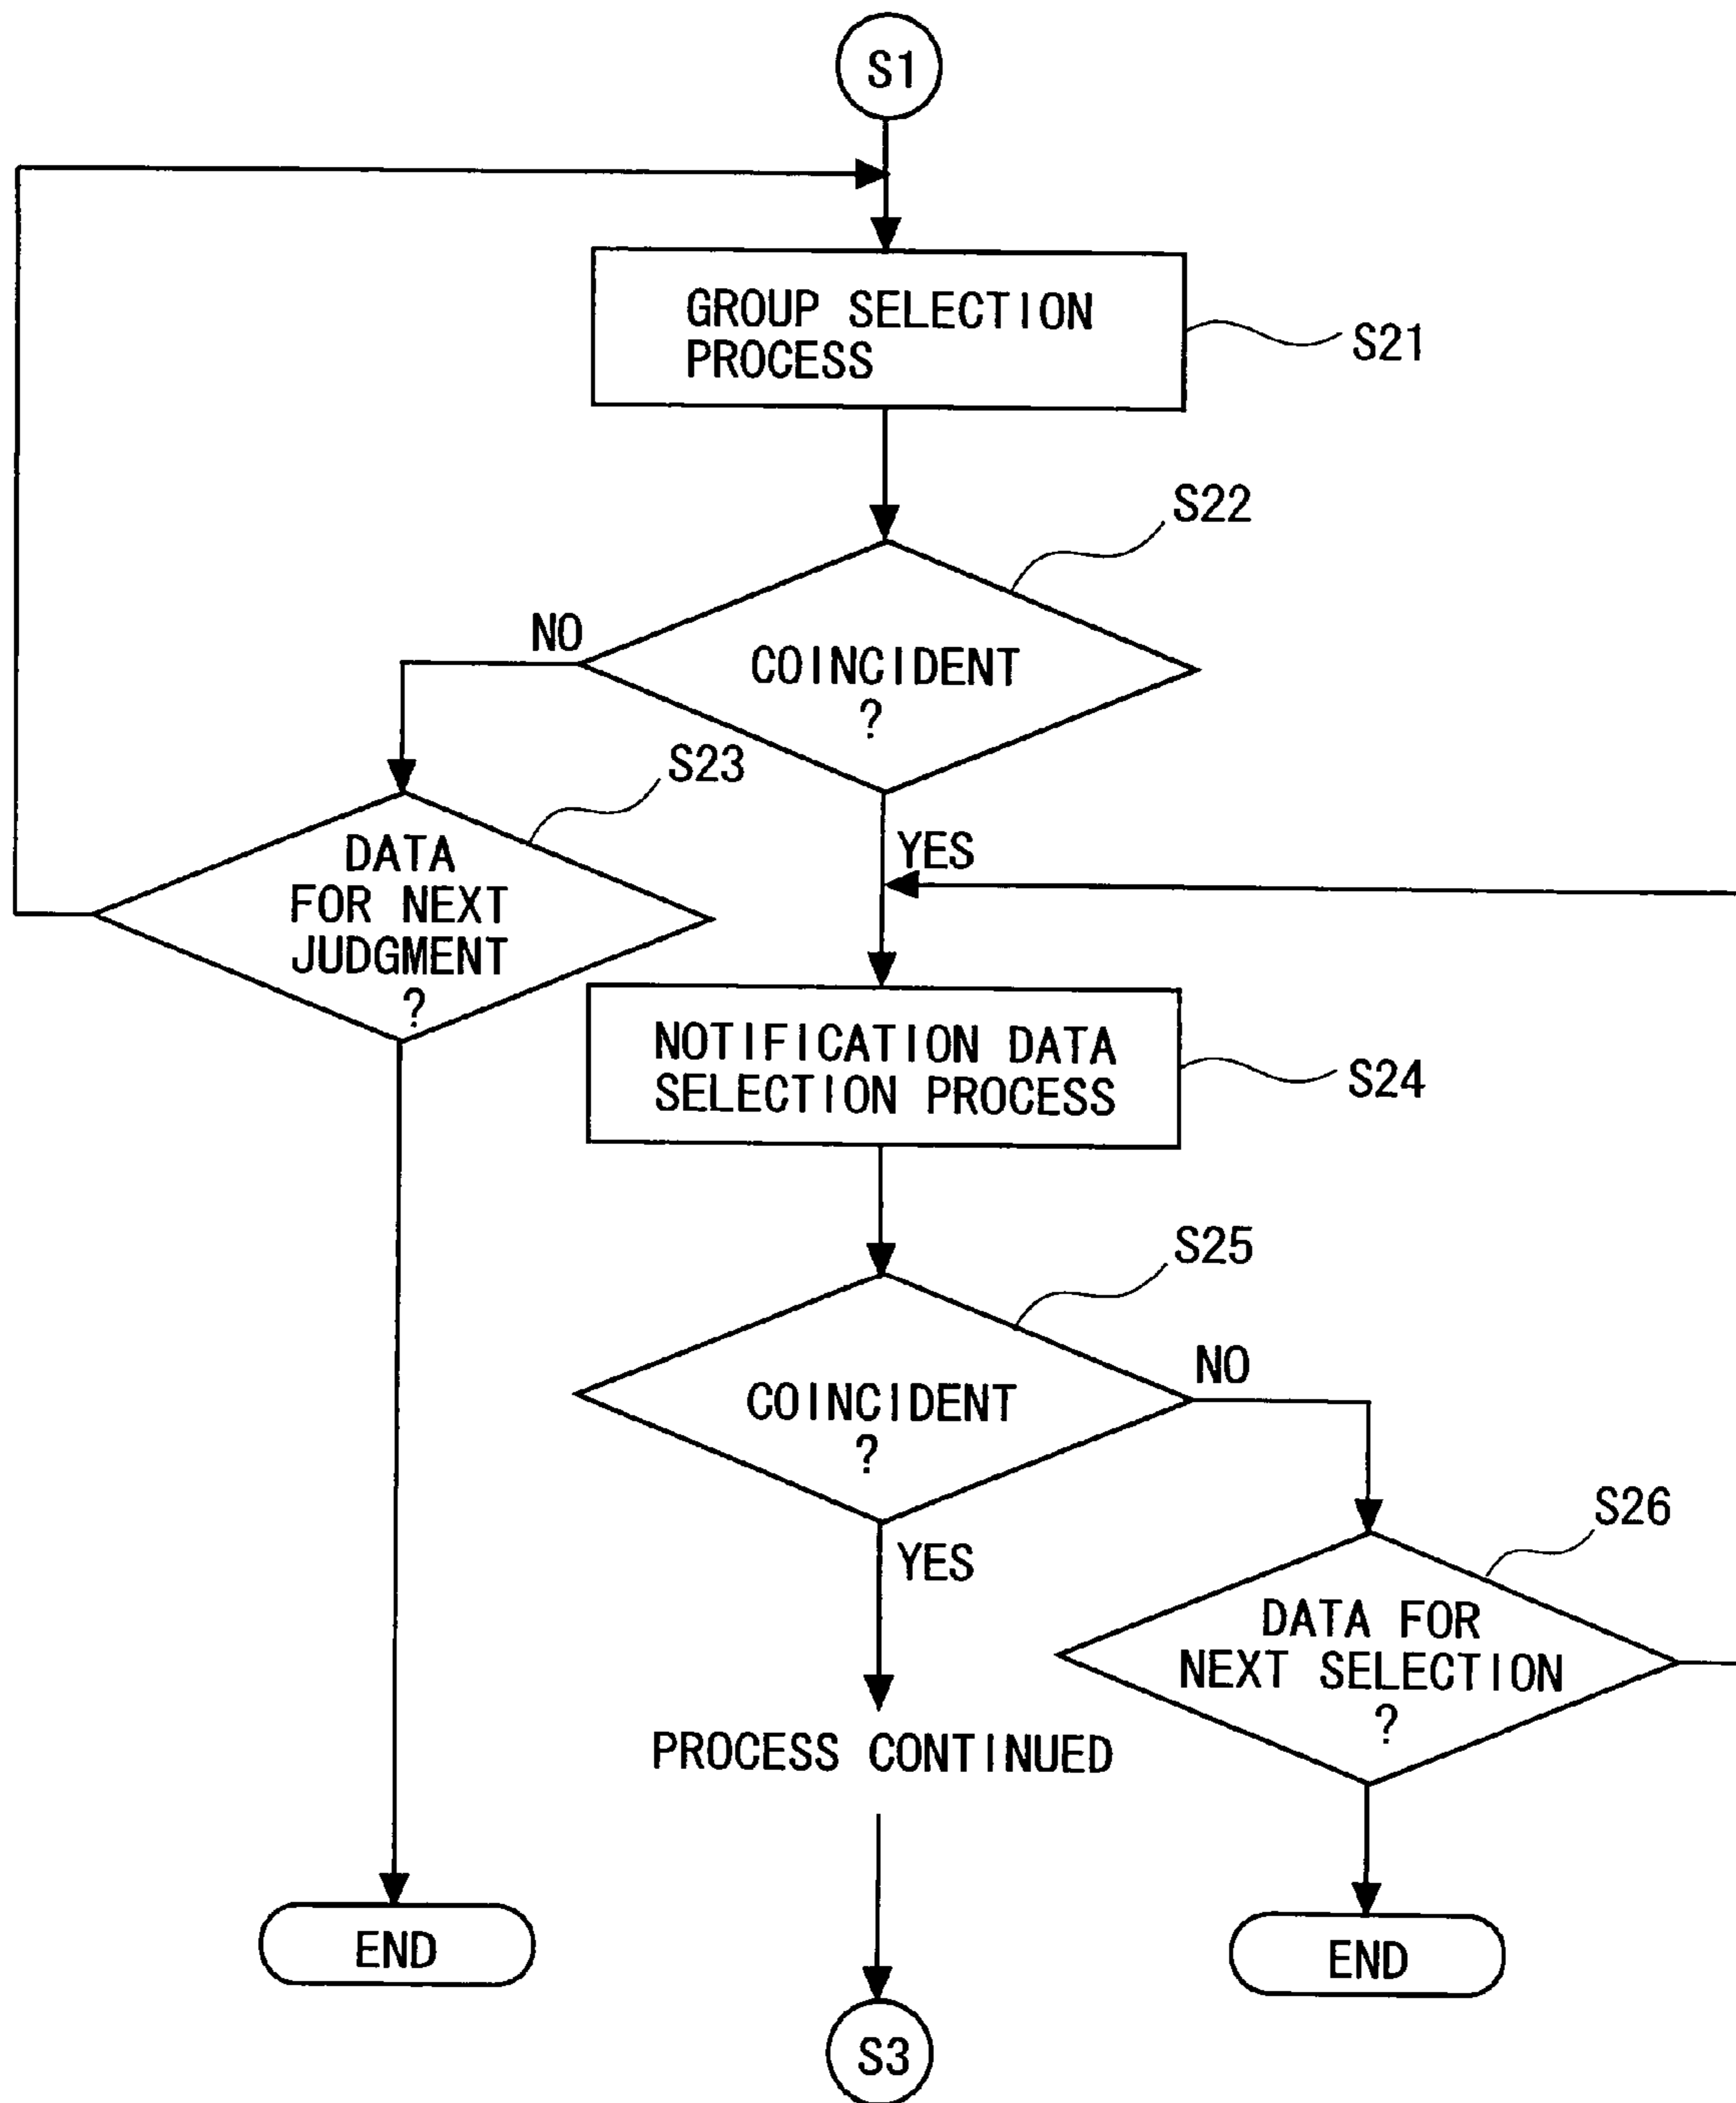 S1
GROUP SELECTION
PROCESS
S21
S22
NO
COINCIDENT
?
S23
YES
DATA
FOR NEXT
JUDGMENT
?
NOTIFICATION DATA
SELECTION PROCESS
S24
S25
NO
COINCIDENT
?
S26
YES
DATA FOR
NEXT SELECTION
?
PROCESS CONTINUED
END
END
S3